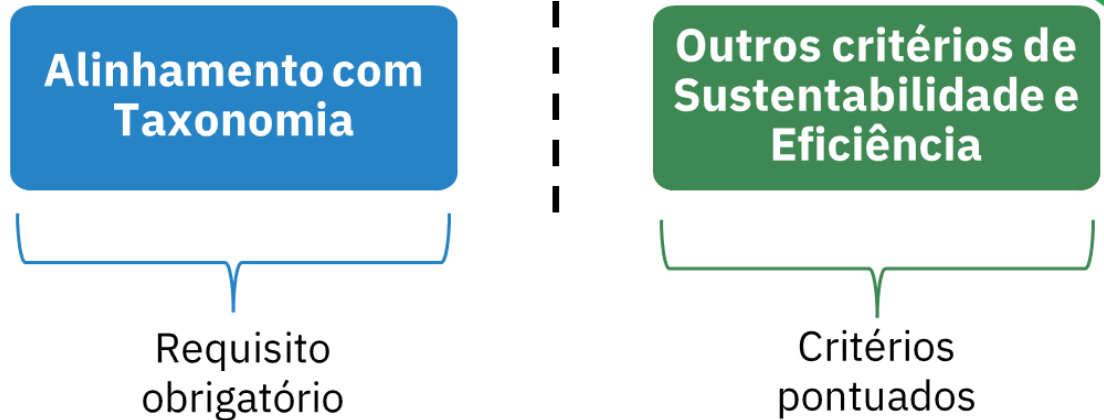 Alinhamento com
Taxonomia
Requisito
obrigatório
Outros critérios de
Sustentabilidade e
Eficiência
Critérios
pontuados